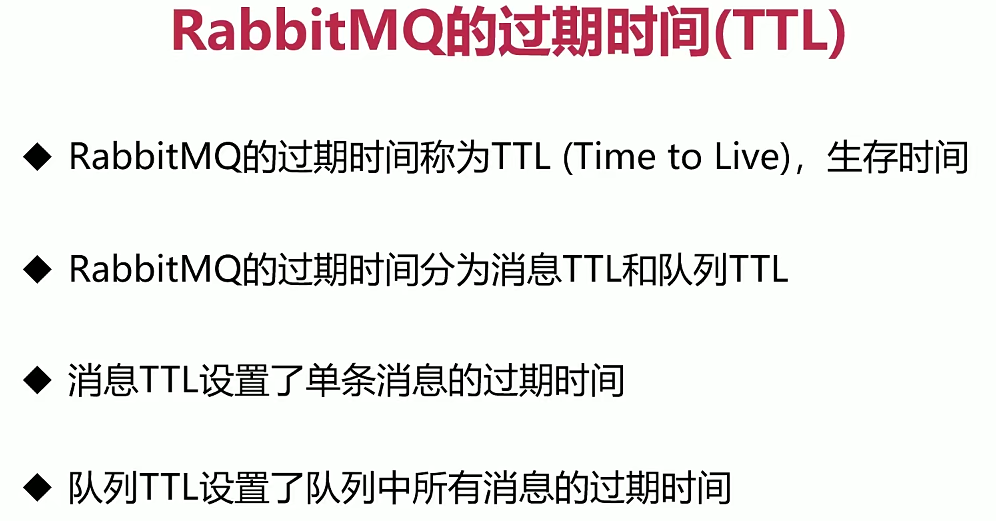 RabbitMQ的过期时间(TTL)
◆ RabbitMQ的过期时间称为TTL (Time to Live)，生存时间
◆ RabbitMQ的过期时间分为消息TTL和队列TTL
◆ 消息TTL设置了单条消息的过期时间
◆ 队列TTL设置了队列中所有消息的过期时间